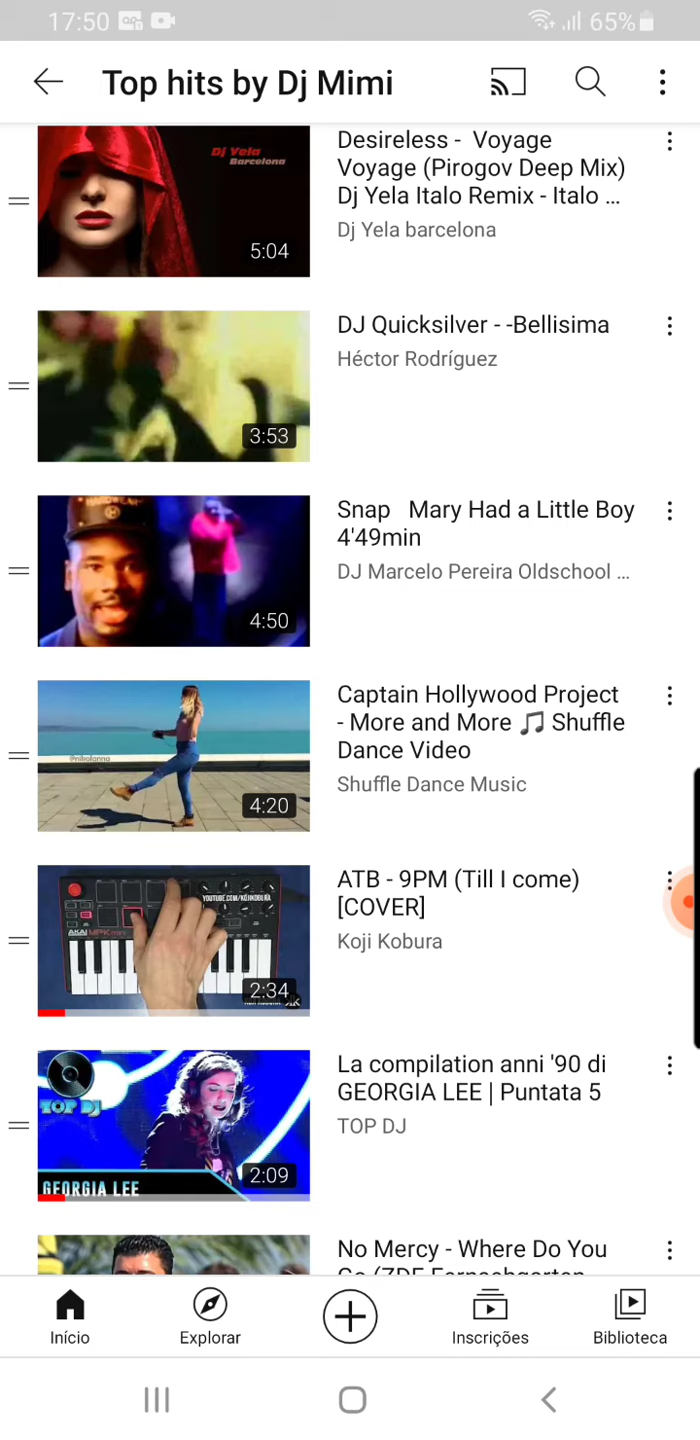 17:50
65%
Top hits by Dj Mimi
Dj Yela
Barcelona
5:04
Desireless - Voyage
Voyage (Pirogov Deep Mix)
Dj Yela Italo Remix - Italo ...
Dj Yela barcelona
3:53
DJ Quicksilver - -Bellisima
Héctor Rodríguez
4:50
Snap Mary Had a Little Boy
4'49min
DJ Marcelo Pereira Oldschool ...
4:20
Captain Hollywood Project
- More and More 🎵 Shuffle
Dance Video
Shuffle Dance Music
YOUTUBE.COM/KOJIKOBURA
AKAI MPK mini
2:34
ATB - 9PM (Till I come)
[COVER]
Koji Kobura
TOP DJ
GEORGIA LEE
2:09
La compilation anni '90 di
GEORGIA LEE | Puntata 5
TOP DJ
No Mercy - Where Do You
Início
Explorar
Inscrições
Biblioteca